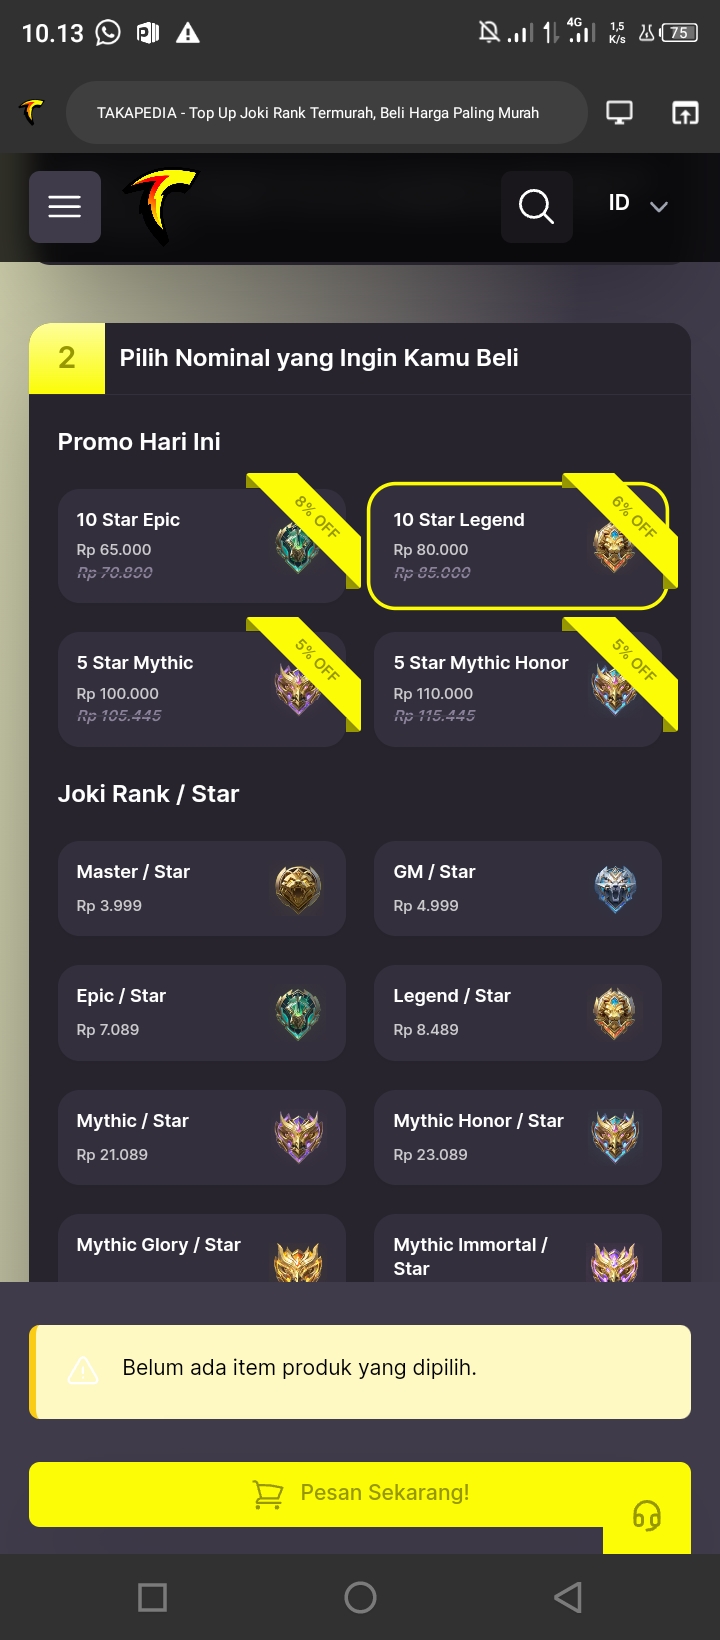 10.13
4G
1,5
K/s
75
TAKAPEDIA - Top Up Joki Rank Termurah, Beli Harga Paling Murah
ID
2
Pilih Nominal yang Ingin Kamu Beli
Promo Hari Ini
10 Star Epic
Rp 65.000
Rp 70.890
8% OFF
10 Star Legend
Rp 80.000
Rp 85.000
6% OFF
5 Star Mythic
Rp 100.000
Rp 105.445
5% OFF
5 Star Mythic Honor
Rp 110.000
Rp 115.445
5% OFF
Joki Rank / Star
Master / Star
Rp 3.999
GM / Star
Rp 4.999
Epic / Star
Rp 7.089
Legend / Star
Rp 8.489
Mythic / Star
Rp 21.089
Mythic Honor / Star
Rp 23.089
Mythic Glory / Star
Mythic Immortal /
Star
Belum ada item produk yang dipilih.
Pesan Sekarang!